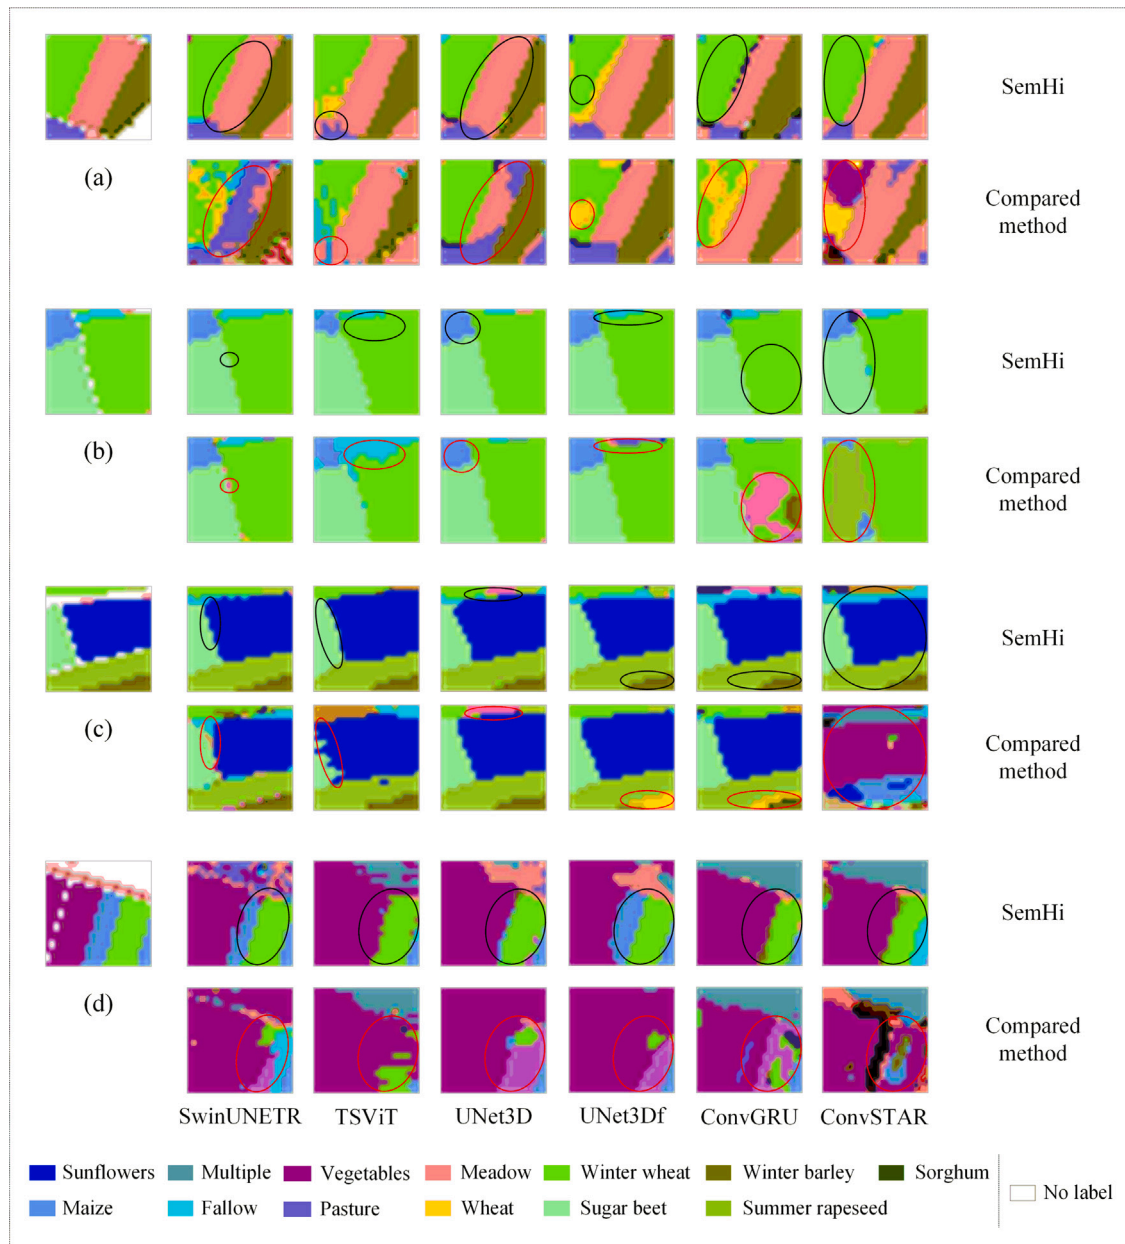 SemHi
(a)
Compared
method
SemHi
(b)
Compared
method
SemHi
(c)
Compared
method
SemHi
(d)
Compared
method
SwinUNETR TSViT UNet3D UNet3Df ConvGRU ConvSTAR
Sunflowers Multiple Vegetables Meadow Winter wheat Winter barley Sorghum
No label
Maize Fallow Pasture Wheat Sugar beet Summer rapeseed